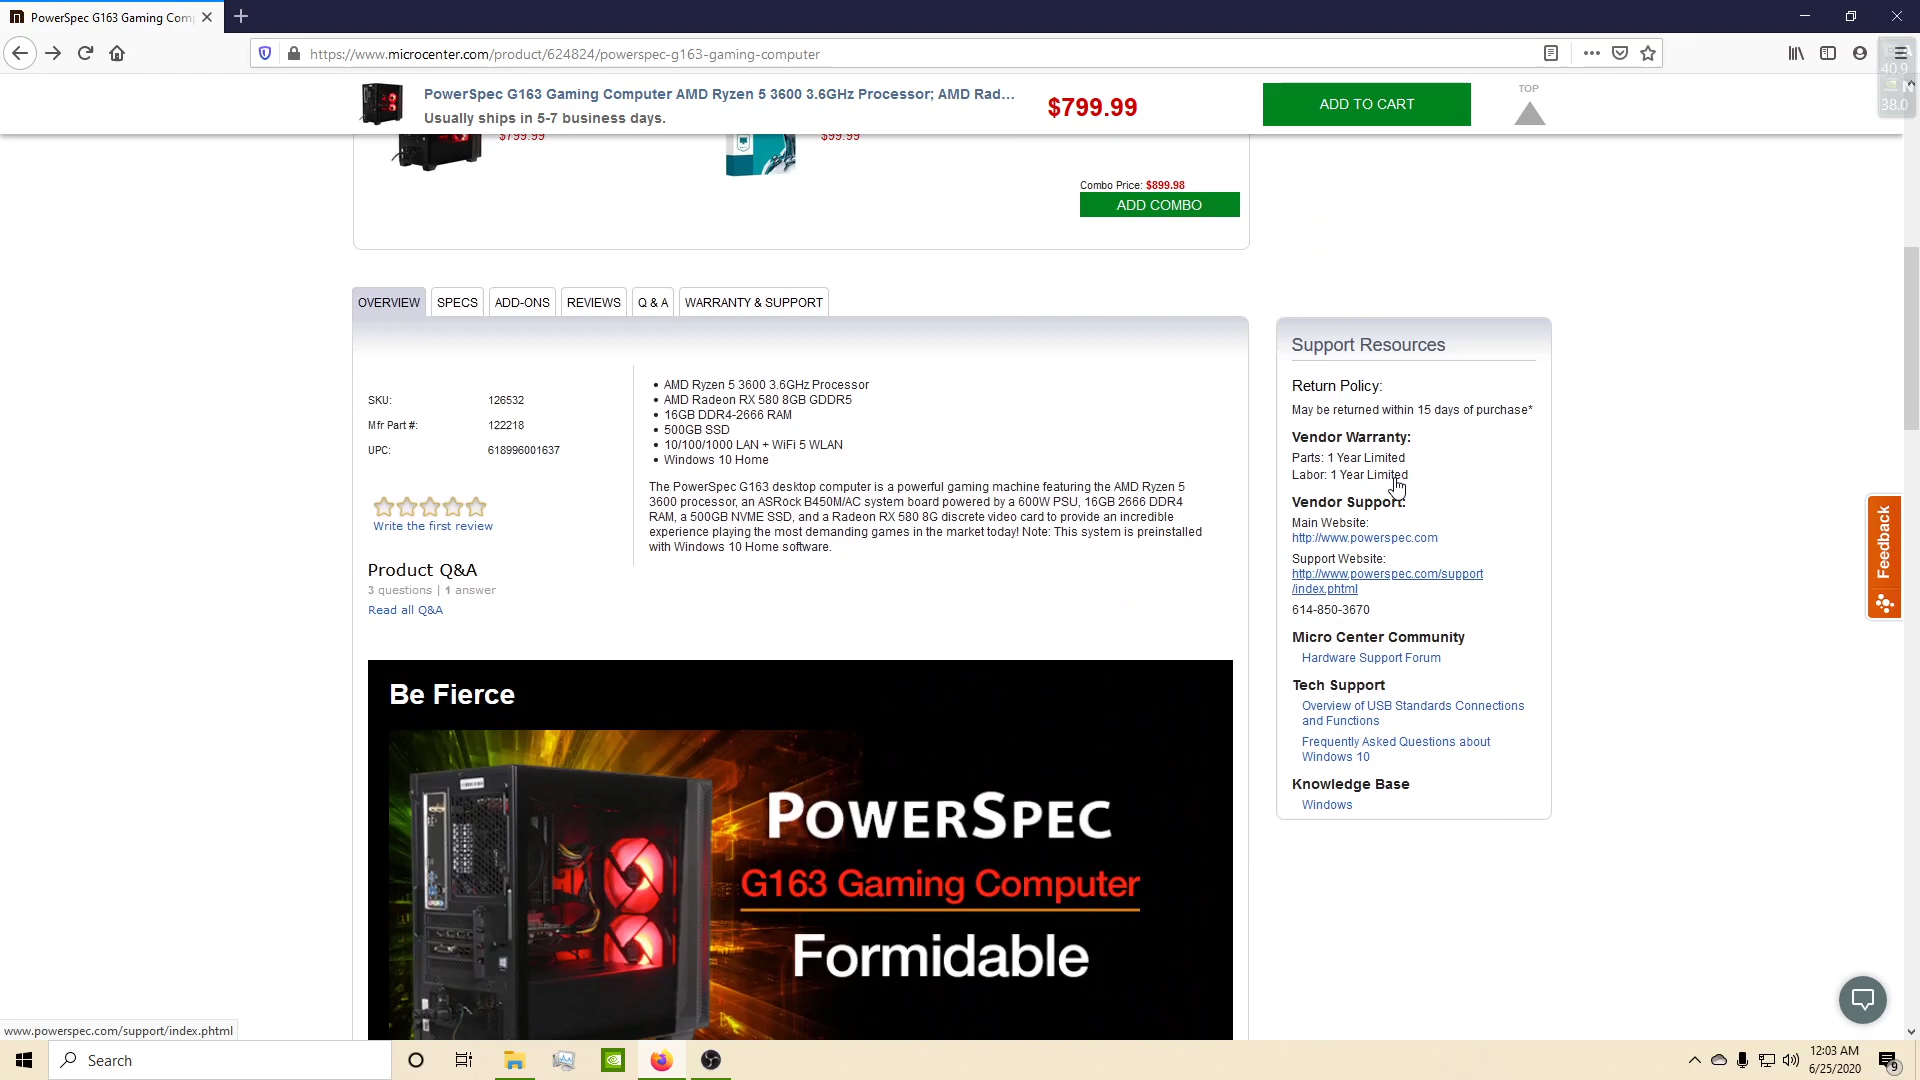 PowerSpec G163 Gaming Com
https://www.microcenter.com/product/624824/powerspec-g163-gaming-computer
40.9
38.0
PowerSpec G163 Gaming Computer AMD Ryzen 5 3600 3.6GHz Processor; AMD Rad...
Usually ships in 5-7 business days.
$799.99
ADD TO CART
TOP
$799.99
$99.99
Combo Price: $899.98
ADD COMBO
OVERVIEW
SPECS
ADD-ONS
REVIEWS
Q & A
WARRANTY & SUPPORT
SKU: 126532
Mfr Part #: 122218
UPC: 618996001637
Write the first review
Product Q&A
3 questions | 1 answer
Read all Q&A
• AMD Ryzen 5 3600 3.6GHz Processor
• AMD Radeon RX 580 8GB GDDR5
• 16GB DDR4-2666 RAM
• 500GB SSD
• 10/100/1000 LAN + WiFi 5 WLAN
• Windows 10 Home
The PowerSpec G163 desktop computer is a powerful gaming machine featuring the AMD Ryzen 5
3600 processor, an ASRock B450M/AC system board powered by a 600W PSU, 16GB 2666 DDR4
RAM, a 500GB NVME SSD, and a Radeon RX 580 8G discrete video card to provide an incredible
experience playing the most demanding games in the market today! Note: This system is preinstalled
with Windows 10 Home software.
Be Fierce
POWERSPEC
G163 Gaming Computer
Formidable
Support Resources
Return Policy:
May be returned within 15 days of purchase*
Vendor Warranty:
Parts: 1 Year Limited
Labor: 1 Year Limited
Vendor Support:
Main Website:
http://www.powerspec.com
Support Website:
http://www.powerspec.com/support
/index.phtml
614-850-3670
Micro Center Community
Hardware Support Forum
Tech Support
Overview of USB Standards Connections
and Functions
Frequently Asked Questions about
Windows 10
Knowledge Base
Windows
Feedback
www.powerspec.com/support/index.phtml
Search
12:03 AM
6/25/2020
9